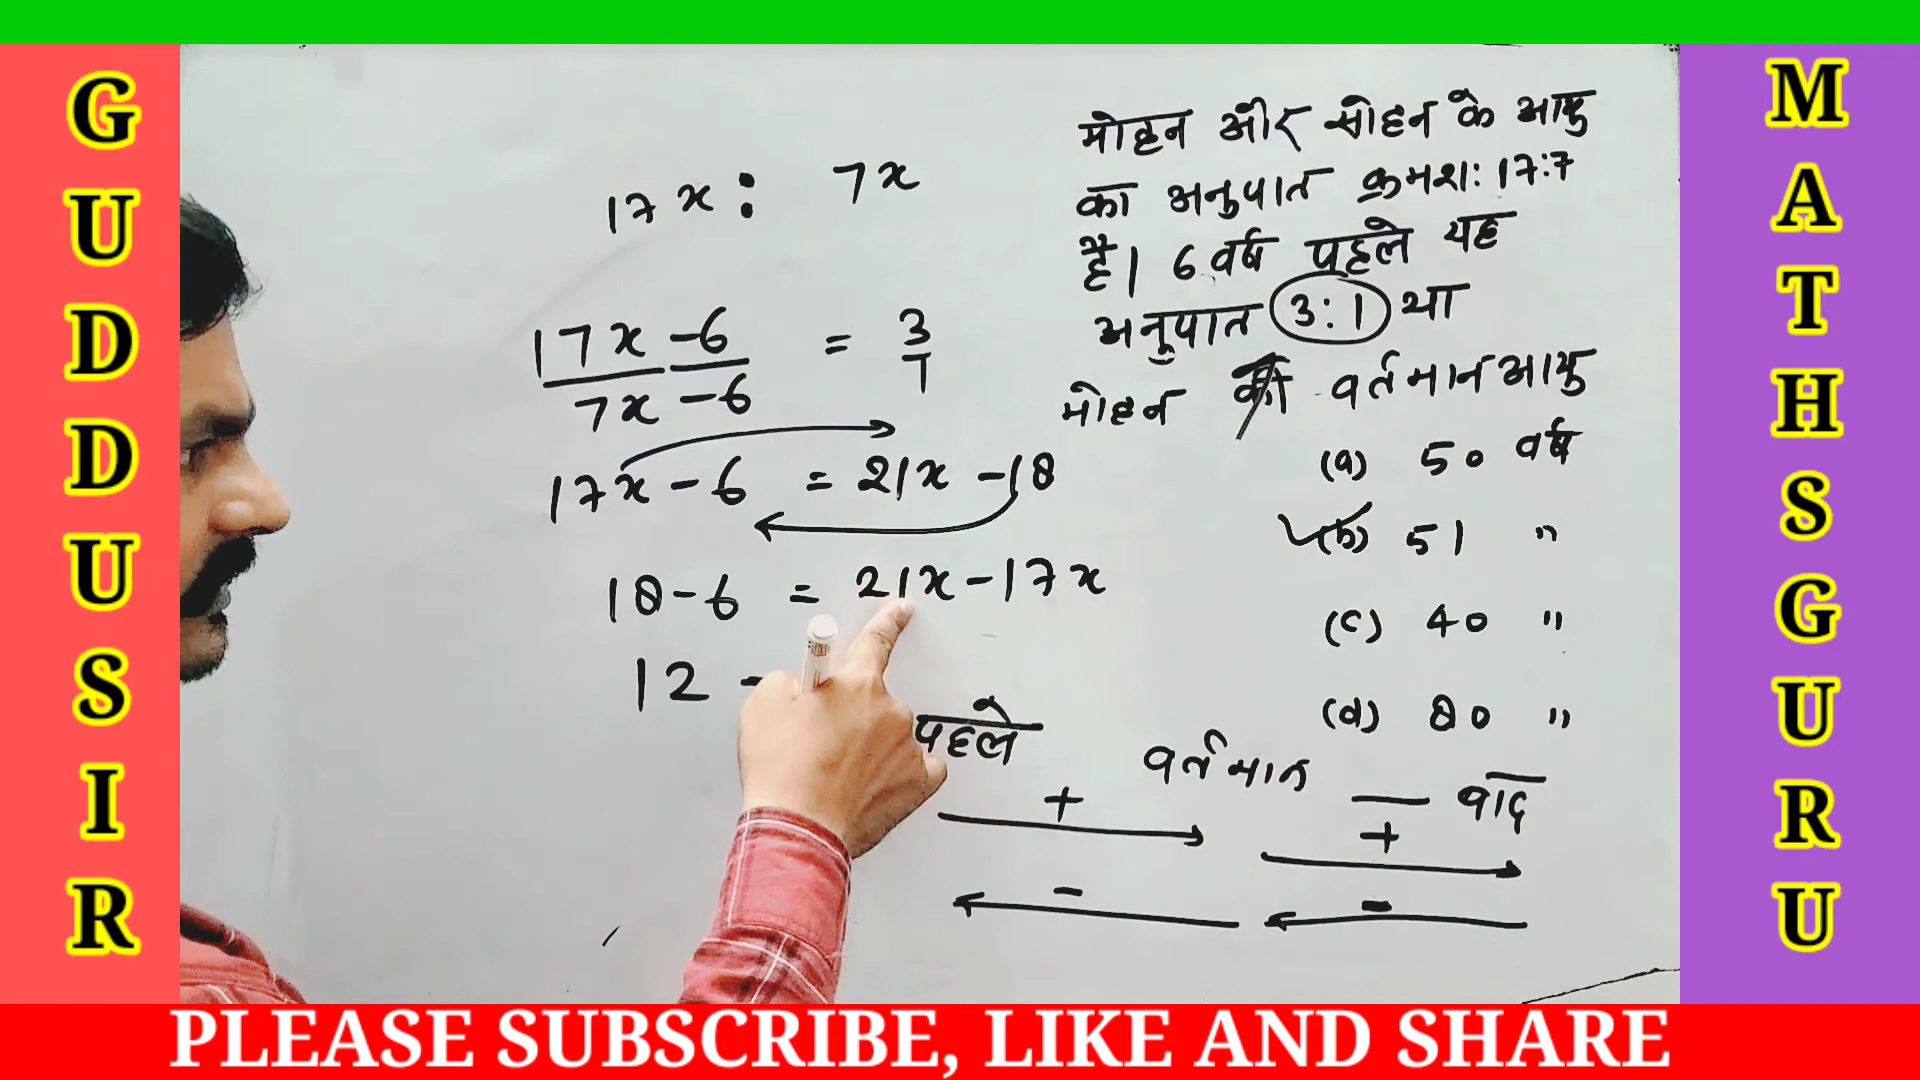 GUDDU SIR
17x : 7x
17x - 6 / 7x - 6 = 3 / 1
17x - 6 = 21x - 18
18 - 6 = 21x - 17x
12 =
मोहन और सोहन के आयु
का अनुपात क्रमश: 17:7
है। 6 वर्ष पहले यह
अनुपात 3:1 था
मोहन की वर्तमान आयु
(a) 50 वर्ष
(b) 51 "
(c) 40 "
(d) 80 "
पहले वर्तमान — बाद
+ +
- -
MATHS GURU
PLEASE SUBSCRIBE, LIKE AND SHARE